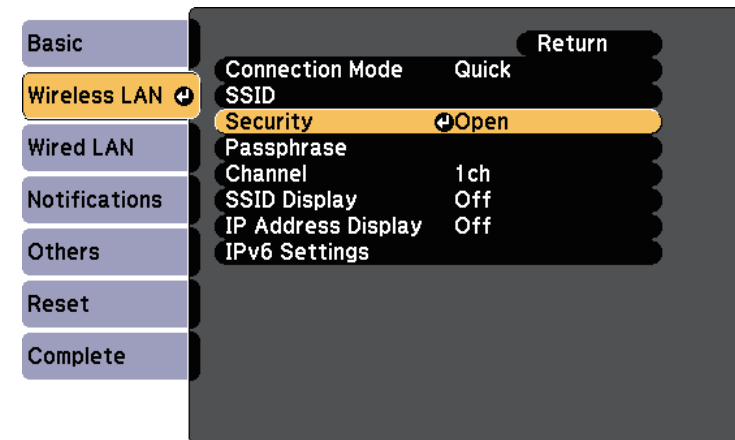 Basic
Wireless LAN
Wired LAN
Notifications
Others
Reset
Complete
Return
Connection Mode Quick
SSID
Security Open
Passphrase
Channel 1ch
SSID Display Off
IP Address Display Off
IPv6 Settings